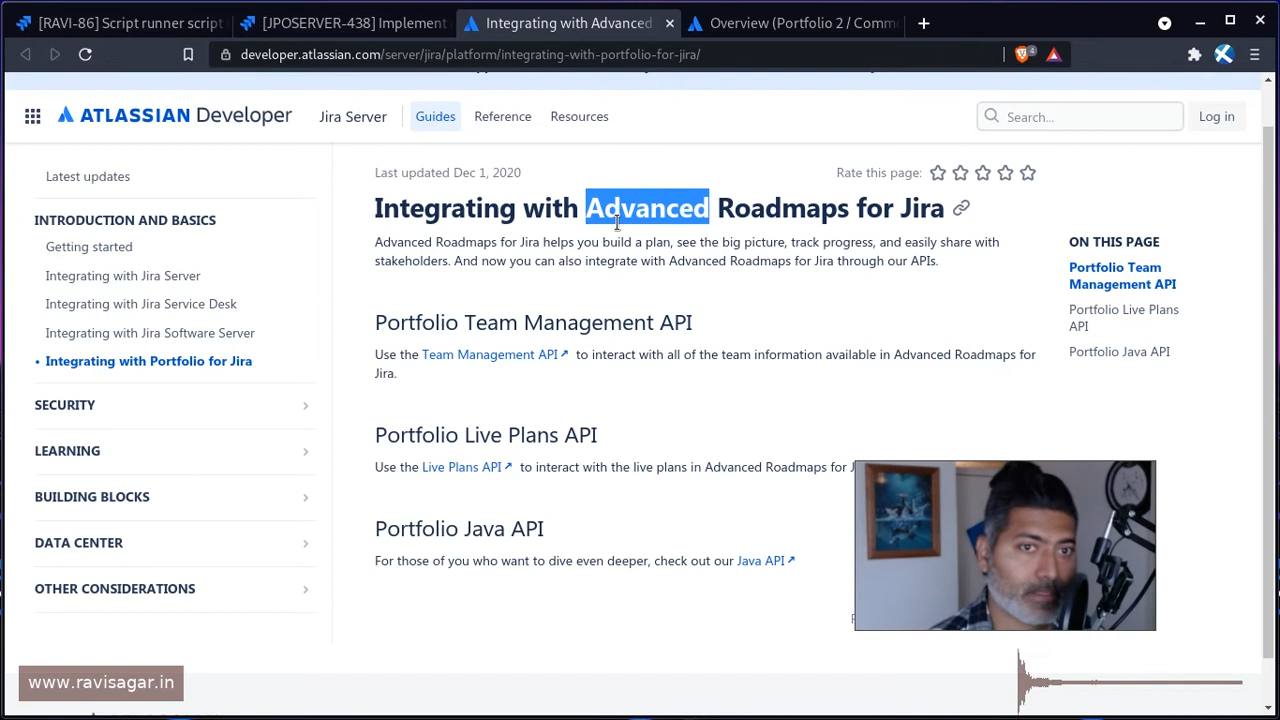 [RAVI-86] Script runner script
[JPOSERVER-438] Implement
Integrating with Advanced
Overview (Portfolio 2 / Comm
developer.atlassian.com/server/jira/platform/integrating-with-portfolio-for-jira/
4
ATLASSIAN Developer
Jira Server
Guides
Reference
Resources
Search...
Log in
Latest updates
INTRODUCTION AND BASICS
Getting started
Integrating with Jira Server
Integrating with Jira Service Desk
Integrating with Jira Software Server
• Integrating with Portfolio for Jira
SECURITY
LEARNING
BUILDING BLOCKS
DATA CENTER
OTHER CONSIDERATIONS
Last updated Dec 1, 2020
Rate this page:
Integrating with Advanced Roadmaps for Jira
Advanced Roadmaps for Jira helps you build a plan, see the big picture, track progress, and easily share with
stakeholders. And now you can also integrate with Advanced Roadmaps for Jira through our APIs.
Portfolio Team Management API
Use the Team Management API to interact with all of the team information available in Advanced Roadmaps for
Jira.
Portfolio Live Plans API
Use the Live Plans API to interact with the live plans in Advanced Roadmaps for J
Portfolio Java API
For those of you who want to dive even deeper, check out our Java API
ON THIS PAGE
Portfolio Team
Management API
Portfolio Live Plans
API
Portfolio Java API
www.ravisagar.in